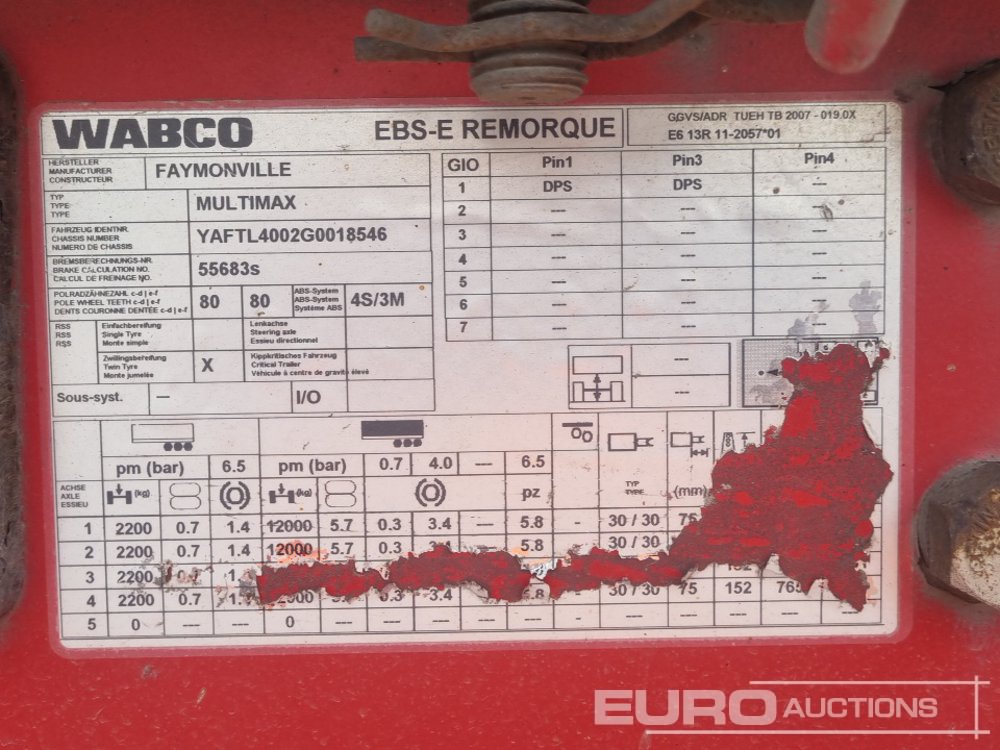 WABCO EBS-E REMORQUE
GGVS/ADR TUEH TB 2007 - 019.0X
E6 13R 11-2057*01
HERSTELLER
MANUFACTURER
CONSTRUCTEUR
FAYMONVILLE
TYP
TYPE
TYPE
MULTIMAX
FAHRZEUG IDENTNR.
CHASSIS NUMBER
NUMERO DE CHASSIS
YAFTL4002G0018546
BREMSBERECHNUNGS-NR.
BRAKE CALCULATION NO.
CALCUL DE FREINAGE NO.
55683s
POLRADZÄHNEZAHL c-d | e-f
POLE WHEEL TEETH c-d | e-f
DENTS COURONNE DENTÉE c-d | e-f
80 80
ABS-System
ABS-System
Système ABS
4S/3M
RSS
RSS
RSS
Einfachbereifung
Single Tyre
Monte simple
Lenkachse
Steering axle
Essieu directionnel
Zwillingsbereifung
Twin Tyre
Monte jumelée
X
Kippkritisches Fahrzeug
Critical Trailer
Véhicule à centre de gravité élevé
Sous-syst. — I/O
GIO Pin1 Pin3 Pin4
1 DPS DPS ---
2 --- --- ---
3 --- --- ---
4 --- --- ---
5 --- --- ---
6 --- --- ---
7 --- --- ---
---
---
pm (bar) 6.5 pm (bar) 0.7 4.0 --- 6.5
ACHSE
AXLE
ESSIEU
(kg) (kg) pz
TYP
TYPE
(mm)
1 2200 0.7 1.4 12000 5.7 0.3 3.4 --- 5.8 - 30 / 30 75
2 2200 0.7 1.4 12000 5.7 0.3 5.8 - 30 / 30
3 2200
4 2200 0.7 0.3 3.4 5.8 - 30 / 30 75 152
5 0 --- --- 0 --- --- --- --- --- - --- --- --- --- ---
EURO AUCTIONS